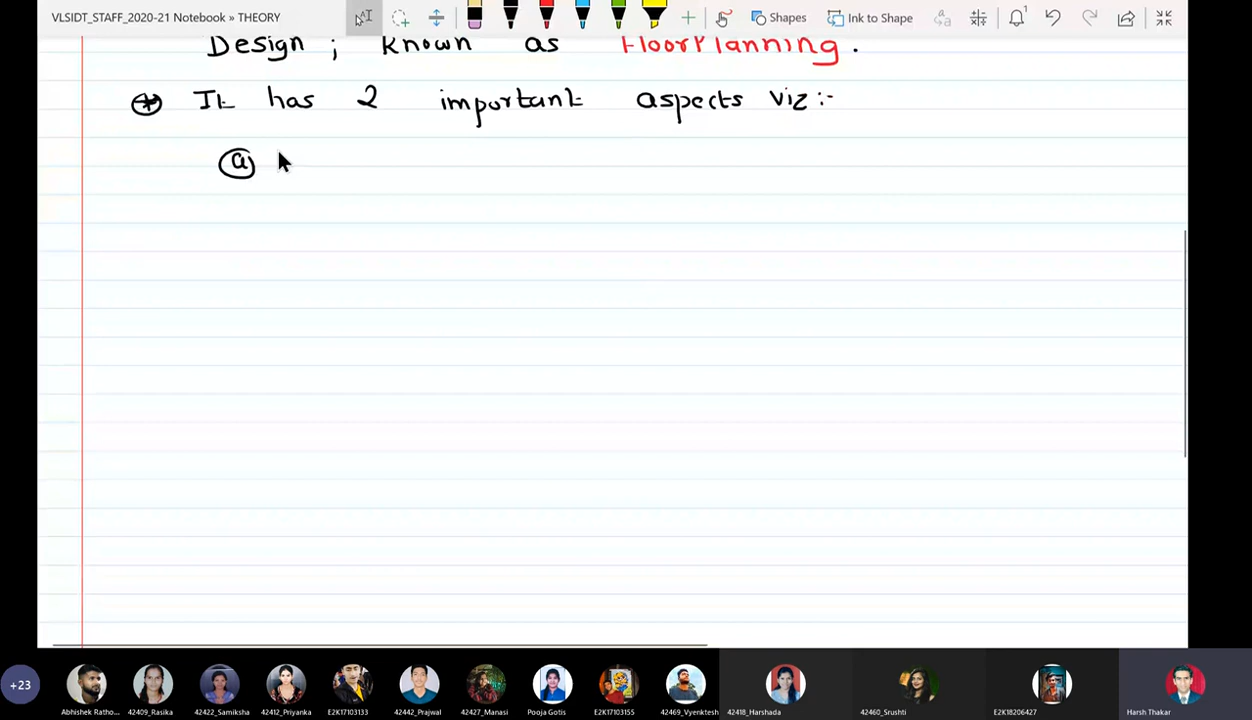 VLSIDT_STAFF_2020-21 Notebook » THEORY
Shapes
Ink to Shape
Design ; Known as FloorPlanning .
It has 2 important aspects viz :-
a
+23
Abhishek Ratho...
42409_Rasika
42422_Samiksha
42412_Priyanka
E2K17103133
42442_Prajwal
42427_Manasi
Pooja Gotis
E2K17103155
42469_Vyenktesh
42418_Harshada
42460_Srushti
E2K18206427
Harsh Thakar